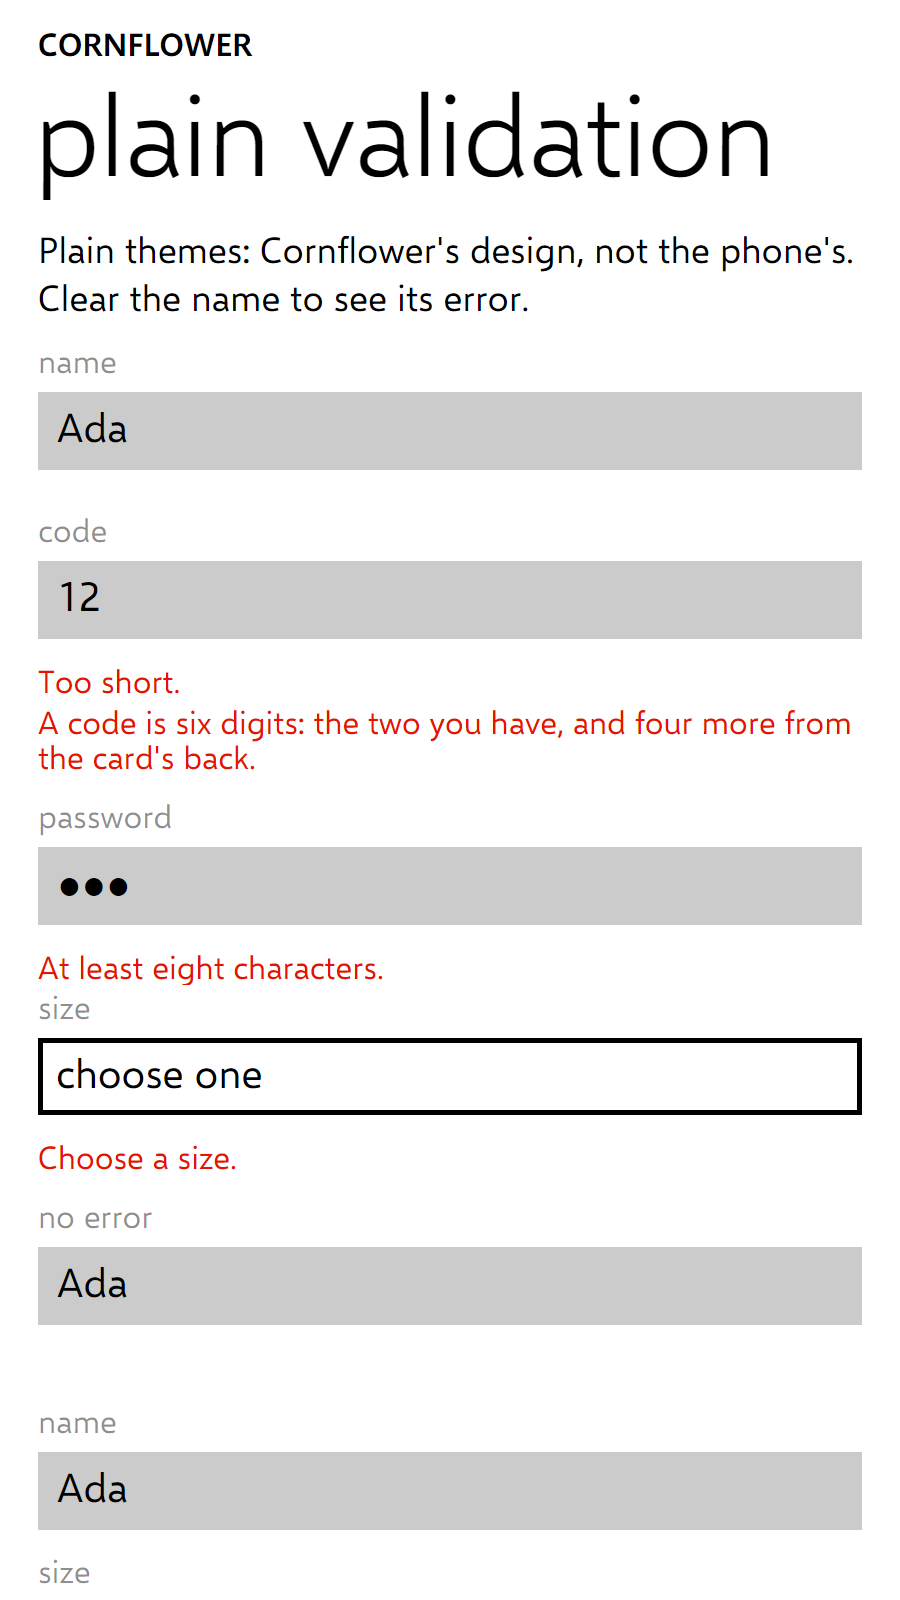 CORNFLOWER
plain validation
Plain themes: Cornflower's design, not the phone's.
Clear the name to see its error.
name
Ada
code
12
Too short.
A code is six digits: the two you have, and four more from
the card's back.
password
●●●
At least eight characters.
size
choose one
Choose a size.
no error
Ada
name
Ada
size